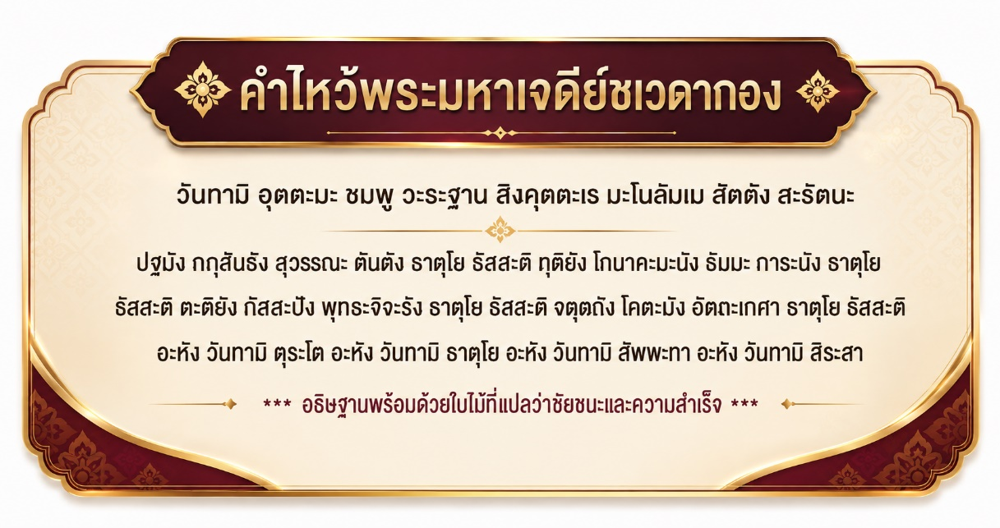 คำไหว้พระมหาเจดีย์ชเวดากอง
วันทามิ อุตตะมะ ชมพู วะระฐาน สิงคุตตะเร มะโนลัมเม สัตตัง สะรัตนะ
ปฐมัง กกุสันธัง สุวรรณะ ตันตัง ธาตุโย ธัสสะติ ทุติยัง โกนาคะมะนัง ธัมมะ การะนัง ธาตุโย
ธัสสะติ ตะติยัง กัสสะปัง พุทธะจิจะรัง ธาตุโย ธัสสะติ จตุตถัง โคตะมัง อัตถะเกศา ธาตุโย ธัสสะติ
อะหัง วันทามิ ตุระโต อะหัง วันทามิ ธาตุโย อะหัง วันทามิ สัพพะทา อะหัง วันทามิ สิระสา
*** อธิษฐานพร้อมด้วยใบไม้ที่แปลว่าชัยชนะและความสำเร็จ ***